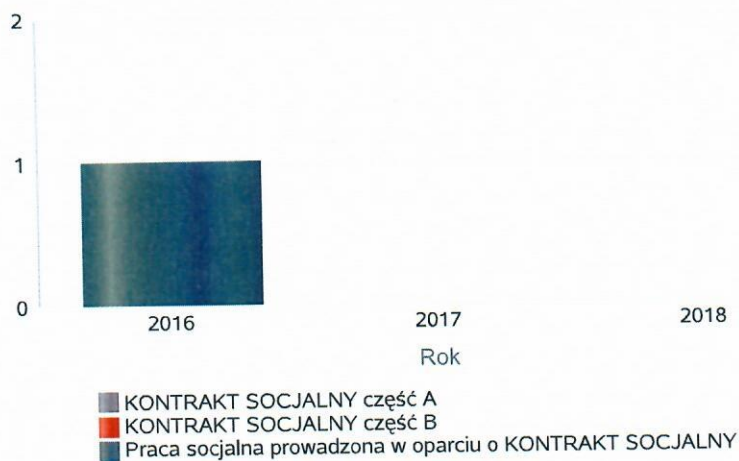 2
1
0
2016 2017 2018
Rok
KONTRAKT SOCJALNY część A
KONTRAKT SOCJALNY część B
Praca socjalna prowadzona w oparciu o KONTRAKT SOCJALNY